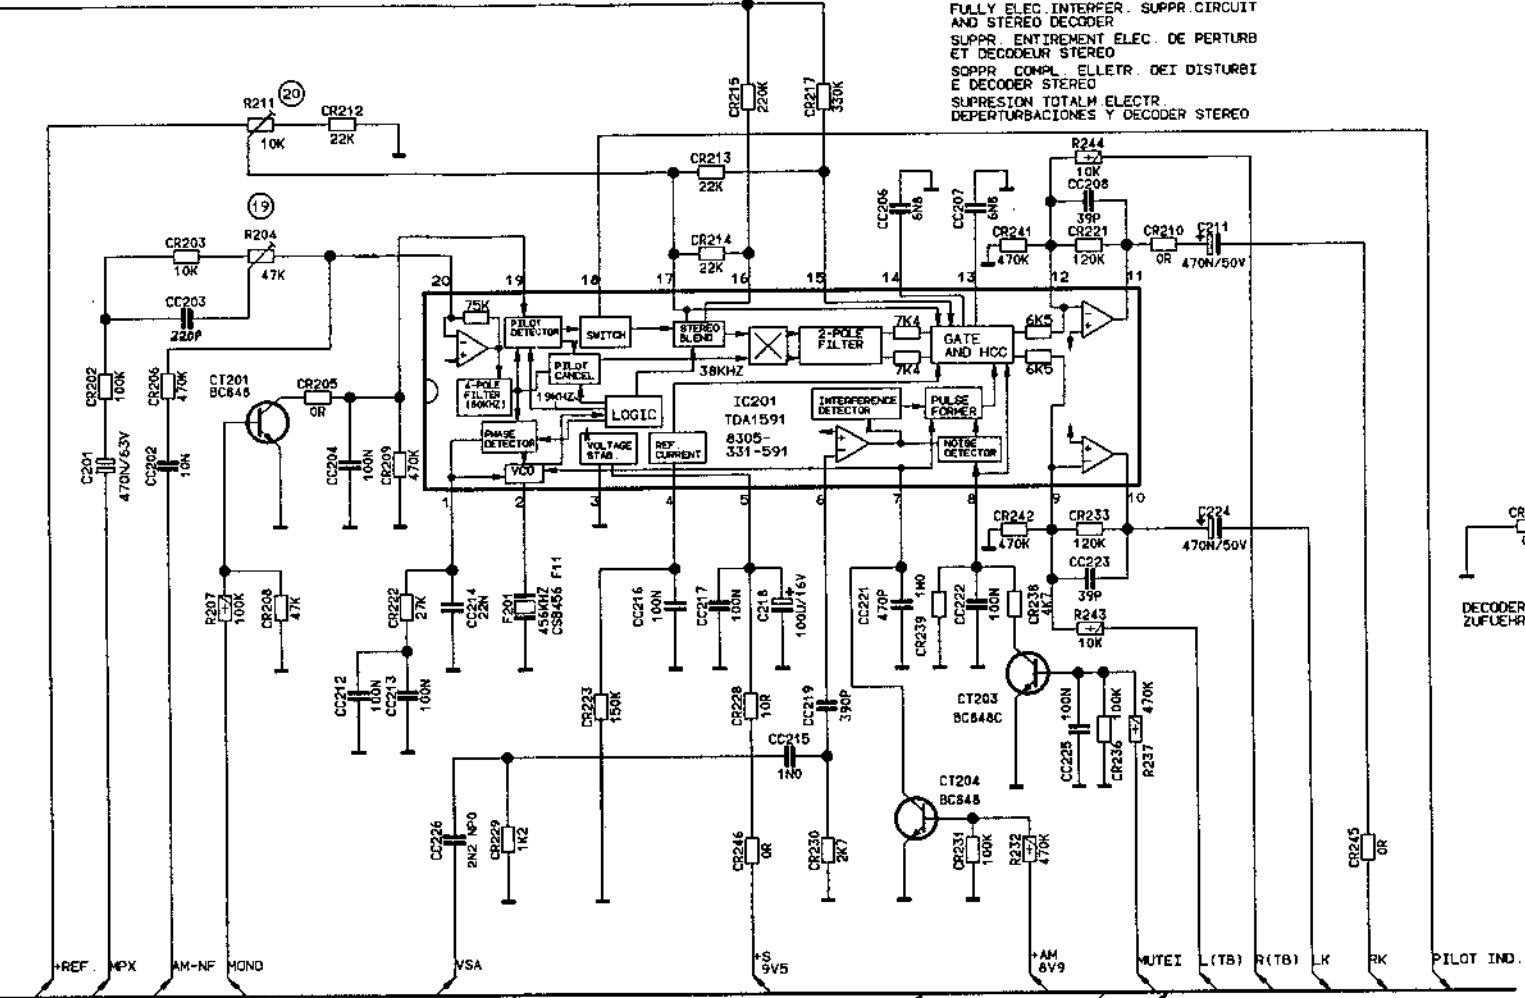 FULLY ELEC.INTERFER. SUPPR.CIRCUIT
AND STEREO DECODER
SUPPR. ENTIREMENT ELEC. DE PERTURB
ET DECODEUR STEREO
SOPPR COMPL. ELLETR. DEI DISTURBI
E DECODER STEREO
SUPRESION TOTALM.ELECTR.
DEPERTURBACIONES Y DECODER STEREO
R211
20
10K
CR212
22K
CR215
220K
CR217
330K
CR213
22K
CR214
22K
19
CR203
10K
R204
47K
CC203
220P
CC206
6N8
CC207
6N8
R244
10K
CC208
39P
CR241
470K
CR221
120K
CR210
0R
C211
470N/50V
20
19
18
17
16
15
14
13
12
11
75K
PILOT
DETECTOR
SWITCH
STEREO
BLEND
2-POLE
FILTER
7K4
7K4
GATE
AND HCC
6K5
6K5
PILOT
CANCEL
38KHZ
4-POLE
FILTER
(80KHZ)
19KHZ
LOGIC
IC201
TDA1591
8305-
331-591
INTERFERENCE
DETECTOR
PULSE
FORMER
PHASE
DETECTOR
VOLTAGE
STAB.
REF.
CURRENT
NOISE
DETECTOR
VCO
1
2
3
4
5
6
7
8
9
10
CR202
100K
CR206
470K
CT201
BC848
CR205
0R
C201
470N/63V
CC202
10N
CC204
100N
CR209
470K
R207
100K
CR208
47K
CR222
27K
CC214
22N
F201
456KHZ
CSB456 F11
CC212
100N
CC213
100N
CR223
150K
CC216
100N
CC217
100N
C218
100U/16V
CR228
10R
CC219
390P
CC221
470P
CR239
1M0
CC222
100N
CR238
4K7
CR242
470K
CR233
120K
CC223
39P
R243
10K
C224
470N/50V
CT203
BC848C
CC225
100N
CR236
100K
R237
470K
CC215
1N0
CC226
2N2 NP0
CR229
1K2
CR246
0R
CR230
2K7
CT204
BC848
CR231
100K
R232
470K
CR245
0R
CR
DECODER
ZUFUEHR
+REF.
MPX
AM-NF
MONO
VSA
+S
9V5
+AM
8V9
MUTEI
L(TB)
R(TB)
LK
RK
PILOT IND.